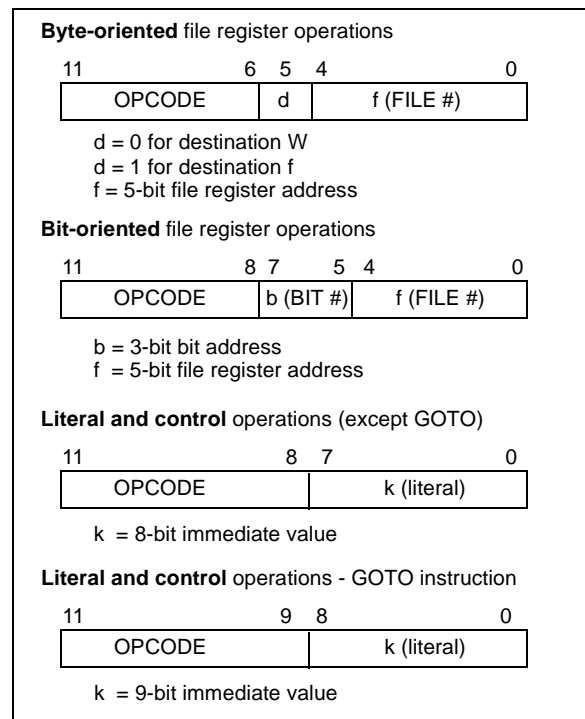 Byte-oriented file register operations
11 6 5 4 0
OPCODE d f (FILE #)
d = 0 for destination W
d = 1 for destination f
f = 5-bit file register address
Bit-oriented file register operations
11 8 7 5 4 0
OPCODE b (BIT #) f (FILE #)
b = 3-bit bit address
f = 5-bit file register address
Literal and control operations (except GOTO)
11 8 7 0
OPCODE k (literal)
k = 8-bit immediate value
Literal and control operations - GOTO instruction
11 9 8 0
OPCODE k (literal)
k = 9-bit immediate value